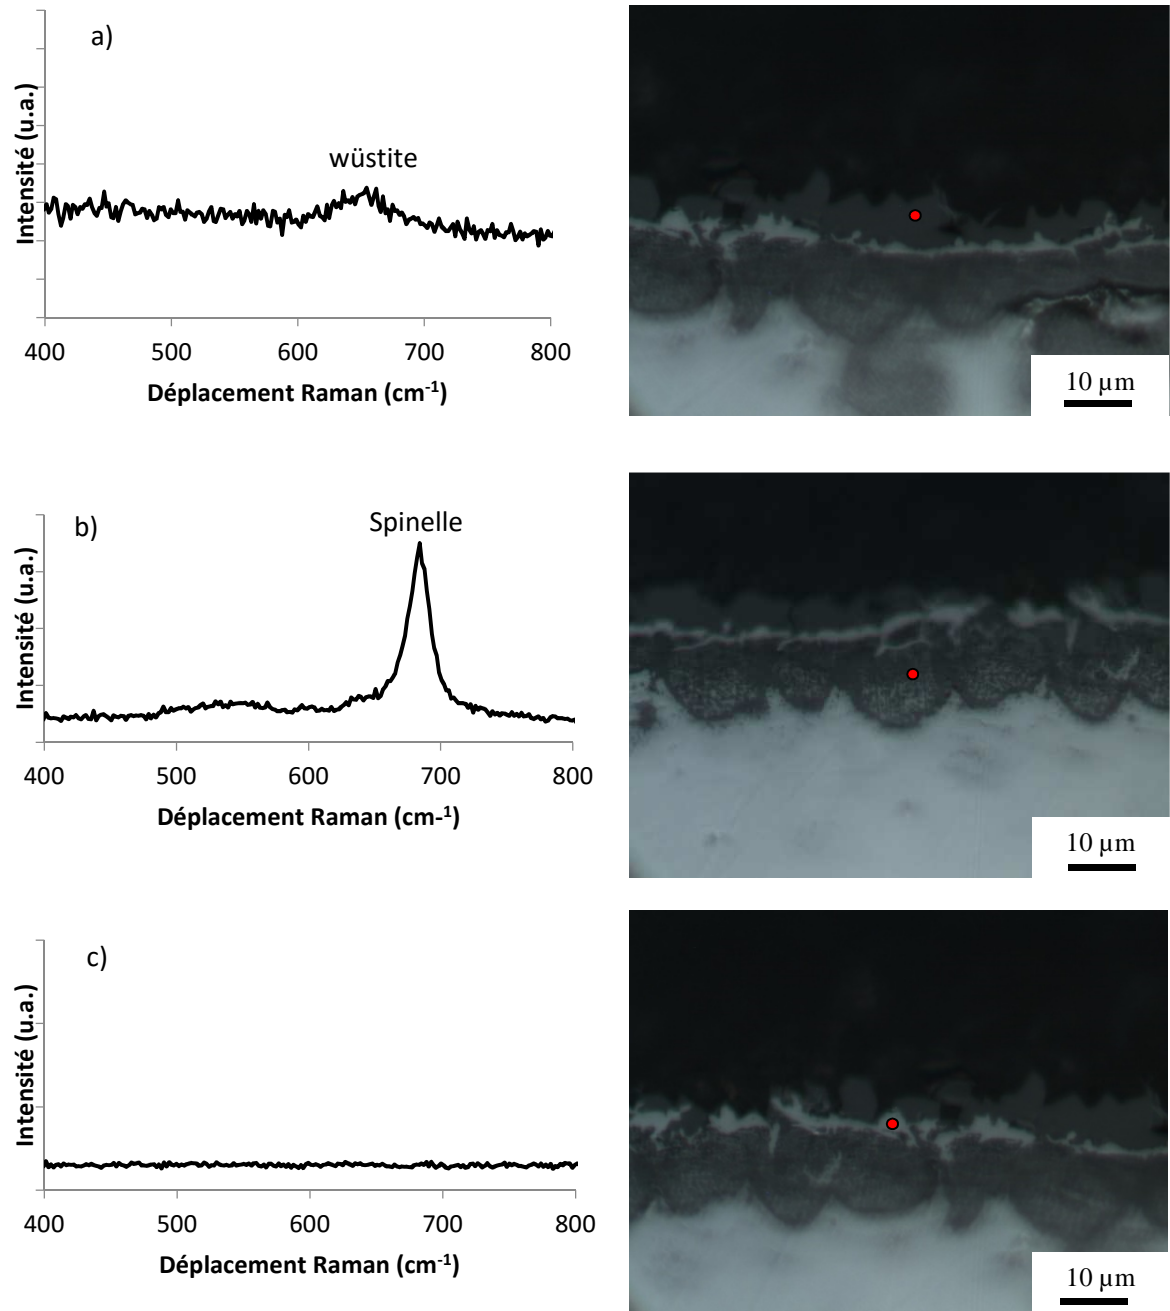 a)
wüstite
Intensité (u.a.)
400 500 600 700 800
Déplacement Raman (cm-1)
10 µm
b)
Spinelle
Intensité (u.a.)
400 500 600 700 800
Déplacement Raman (cm-1)
10 µm
c)
Intensité (u.a.)
400 500 600 700 800
Déplacement Raman (cm-1)
10 µm